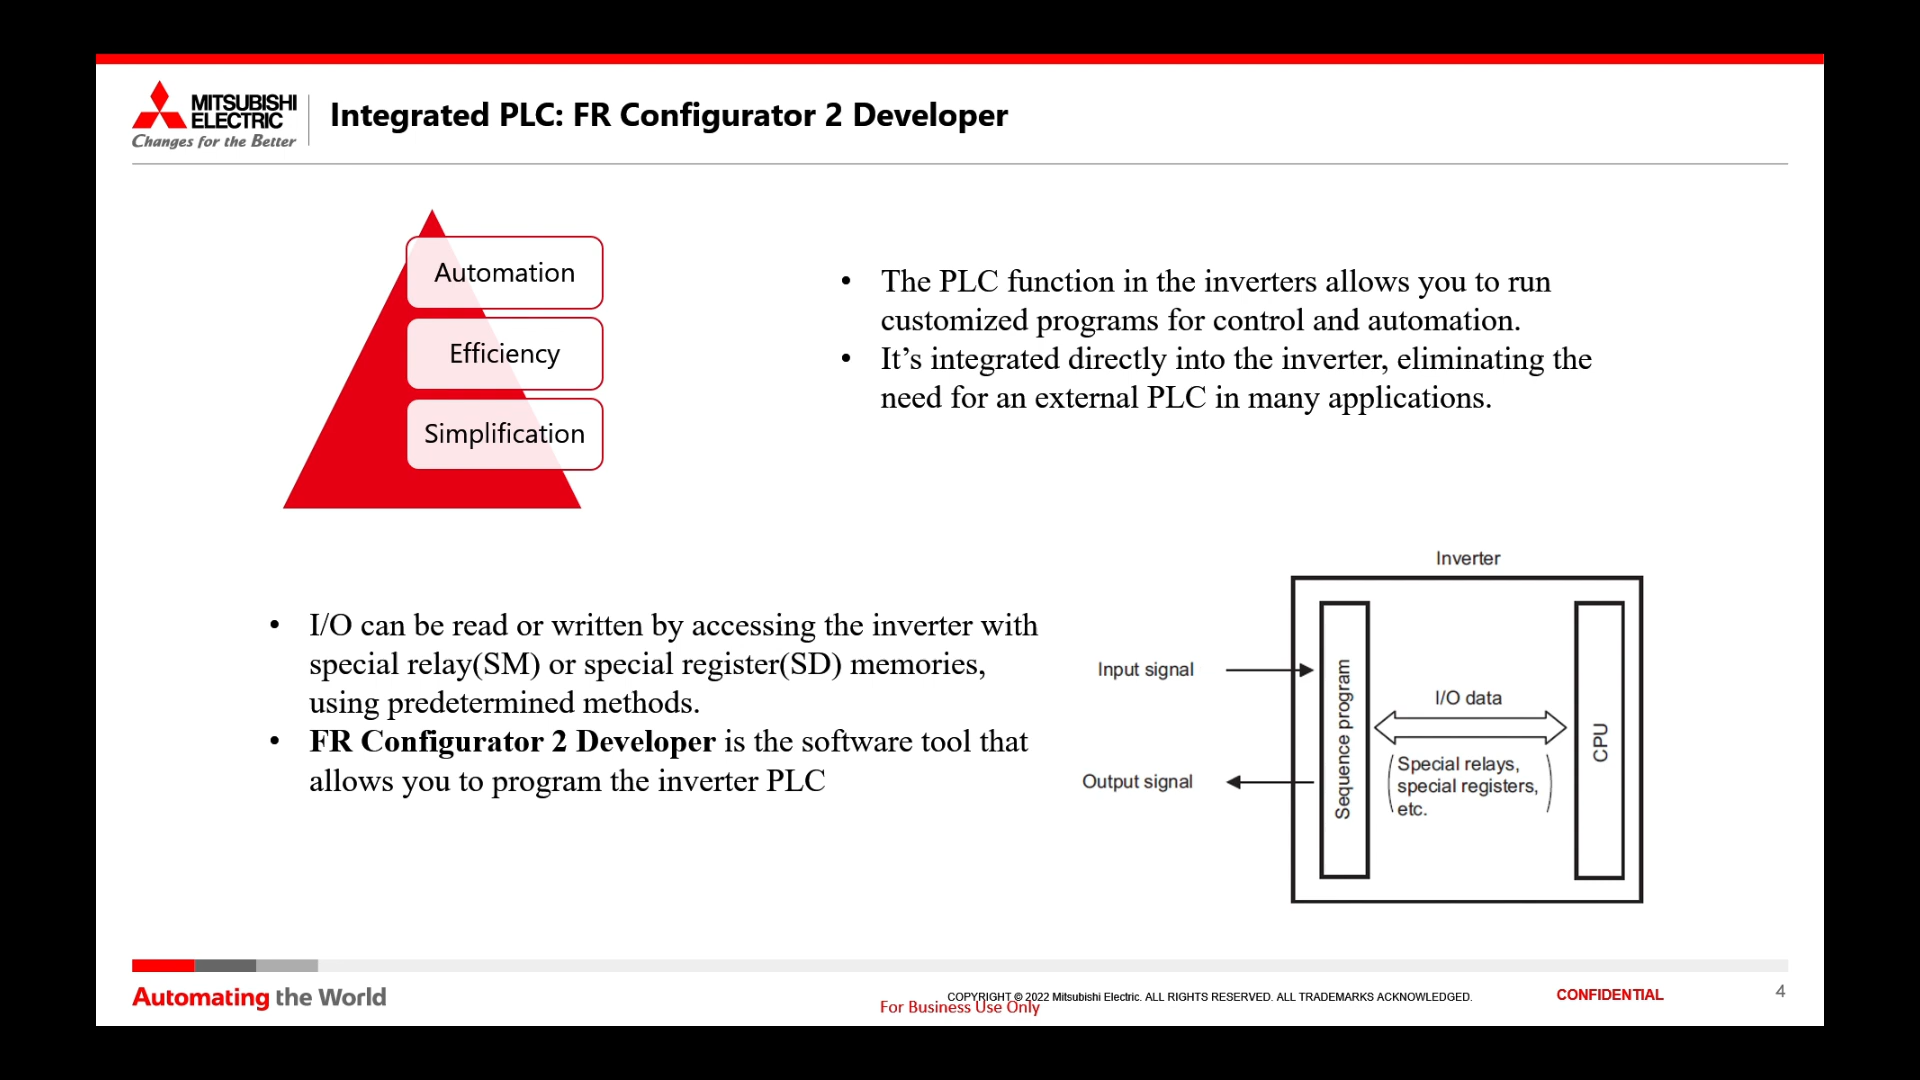 MITSUBISHI
ELECTRIC
Changes for the Better
Integrated PLC: FR Configurator 2 Developer
Automation
Efficiency
Simplification
• The PLC function in the inverters allows you to run
customized programs for control and automation.
• It’s integrated directly into the inverter, eliminating the
need for an external PLC in many applications.
• I/O can be read or written by accessing the inverter with
special relay(SM) or special register(SD) memories,
using predetermined methods.
• FR Configurator 2 Developer is the software tool that
allows you to program the inverter PLC
Inverter
Input signal
Output signal
Sequence program
I/O data
Special relays,
special registers,
etc.
CPU
Automating the World
COPYRIGHT © 2022 Mitsubishi Electric. ALL RIGHTS RESERVED. ALL TRADEMARKS ACKNOWLEDGED.
For Business Use Only
CONFIDENTIAL
4